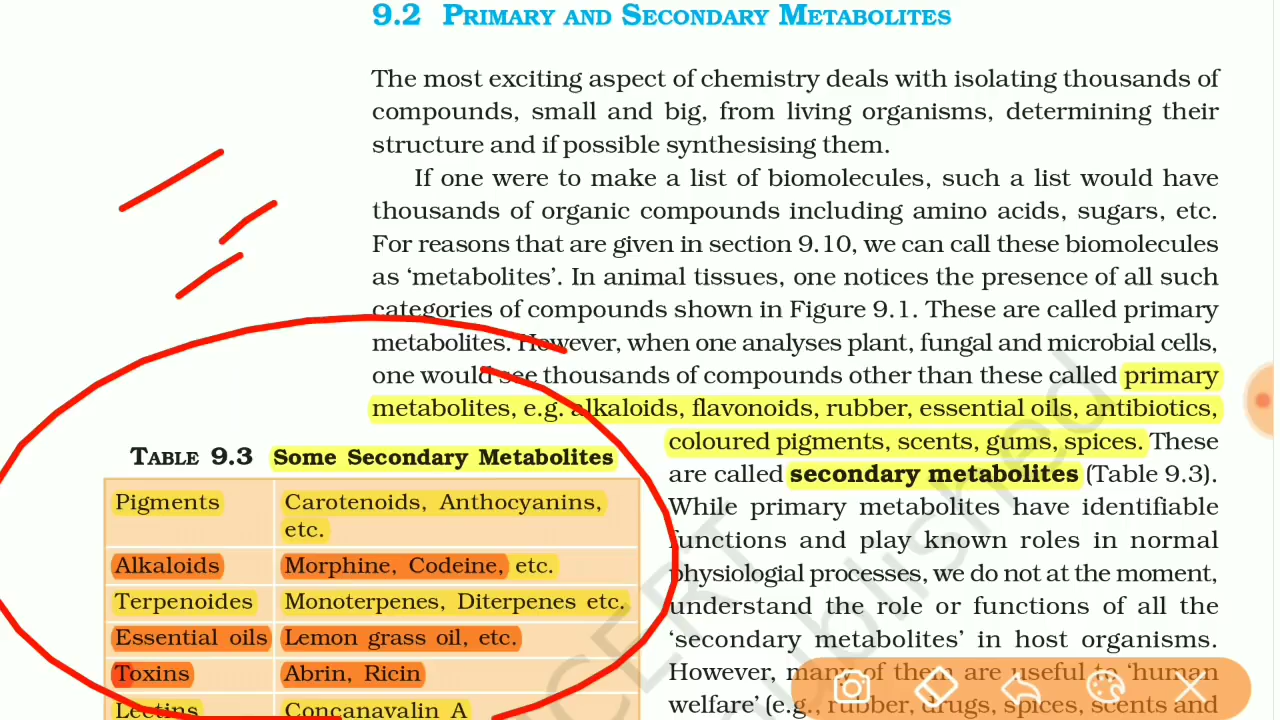 9.2 PRIMARY AND SECONDARY METABOLITES
The most exciting aspect of chemistry deals with isolating thousands of
compounds, small and big, from living organisms, determining their
structure and if possible synthesising them.
If one were to make a list of biomolecules, such a list would have
thousands of organic compounds including amino acids, sugars, etc.
For reasons that are given in section 9.10, we can call these biomolecules
as ‘metabolites’. In animal tissues, one notices the presence of all such
categories of compounds shown in Figure 9.1. These are called primary
metabolites. However, when one analyses plant, fungal and microbial cells,
one would see thousands of compounds other than these called primary
metabolites, e.g. alkaloids, flavonoids, rubber, essential oils, antibiotics,
coloured pigments, scents, gums, spices. These
are called secondary metabolites (Table 9.3).
While primary metabolites have identifiable
functions and play known roles in normal
physiologial processes, we do not at the moment,
understand the role or functions of all the
‘secondary metabolites’ in host organisms.
However, many of them are useful to ‘human
welfare’ (e.g., rubber, drugs, spices, scents and
TABLE 9.3 Some Secondary Metabolites
Pigments Carotenoids, Anthocyanins,
etc.
Alkaloids Morphine, Codeine, etc.
Terpenoides Monoterpenes, Diterpenes etc.
Essential oils Lemon grass oil, etc.
Toxins Abrin, Ricin
Lectins Concanavalin A